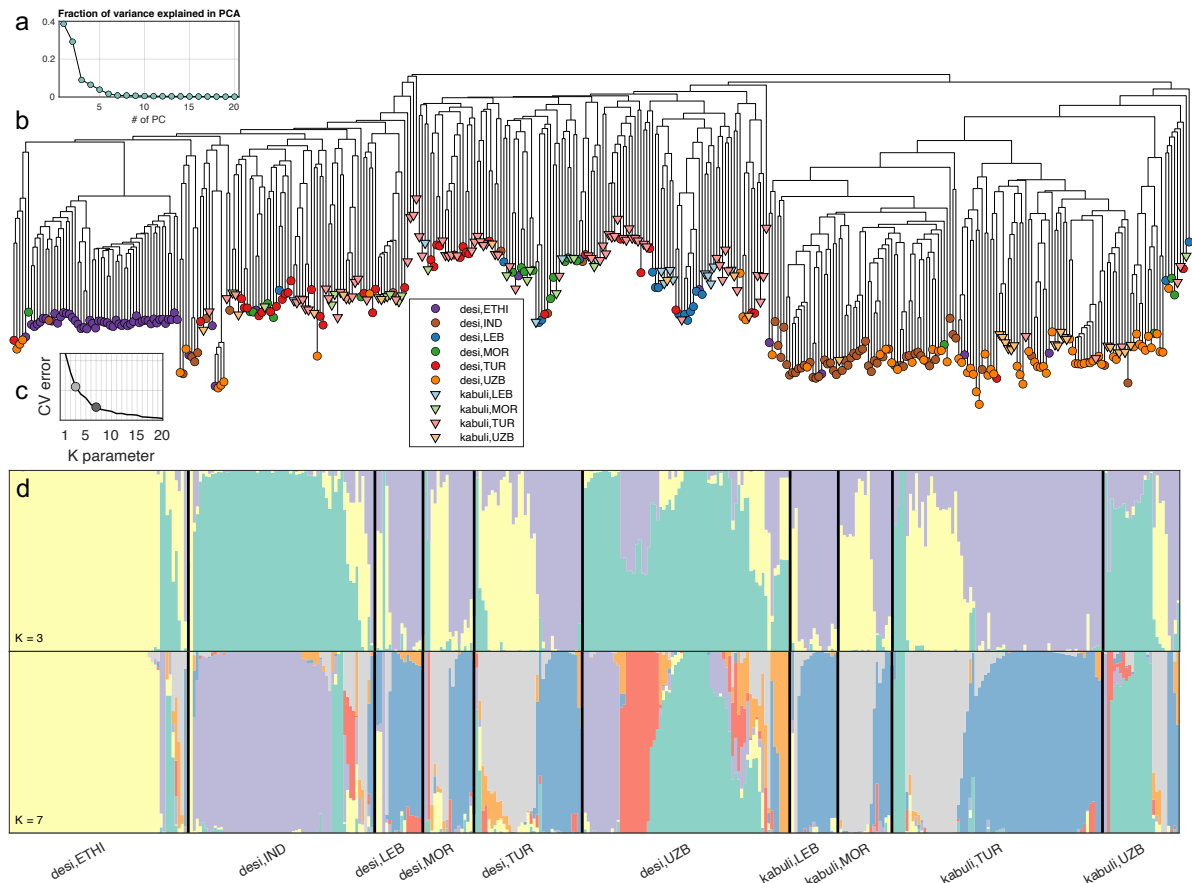 a
Fraction of variance explained in PCA
0.4
0.2
0
5 10 15 20
# of PC
b
desi,ETHI
desi,IND
desi,LEB
desi,MOR
desi,TUR
desi,UZB
kabuli,LEB
kabuli,MOR
kabuli,TUR
kabuli,UZB
c
CV error
1 5 10 15 20
K parameter
d
K = 3
K = 7
desi,ETHI
desi,IND
desi,LEB
desi,MOR
desi,TUR
desi,UZB
kabuli,LEB
kabuli,MOR
kabuli,TUR
kabuli,UZB